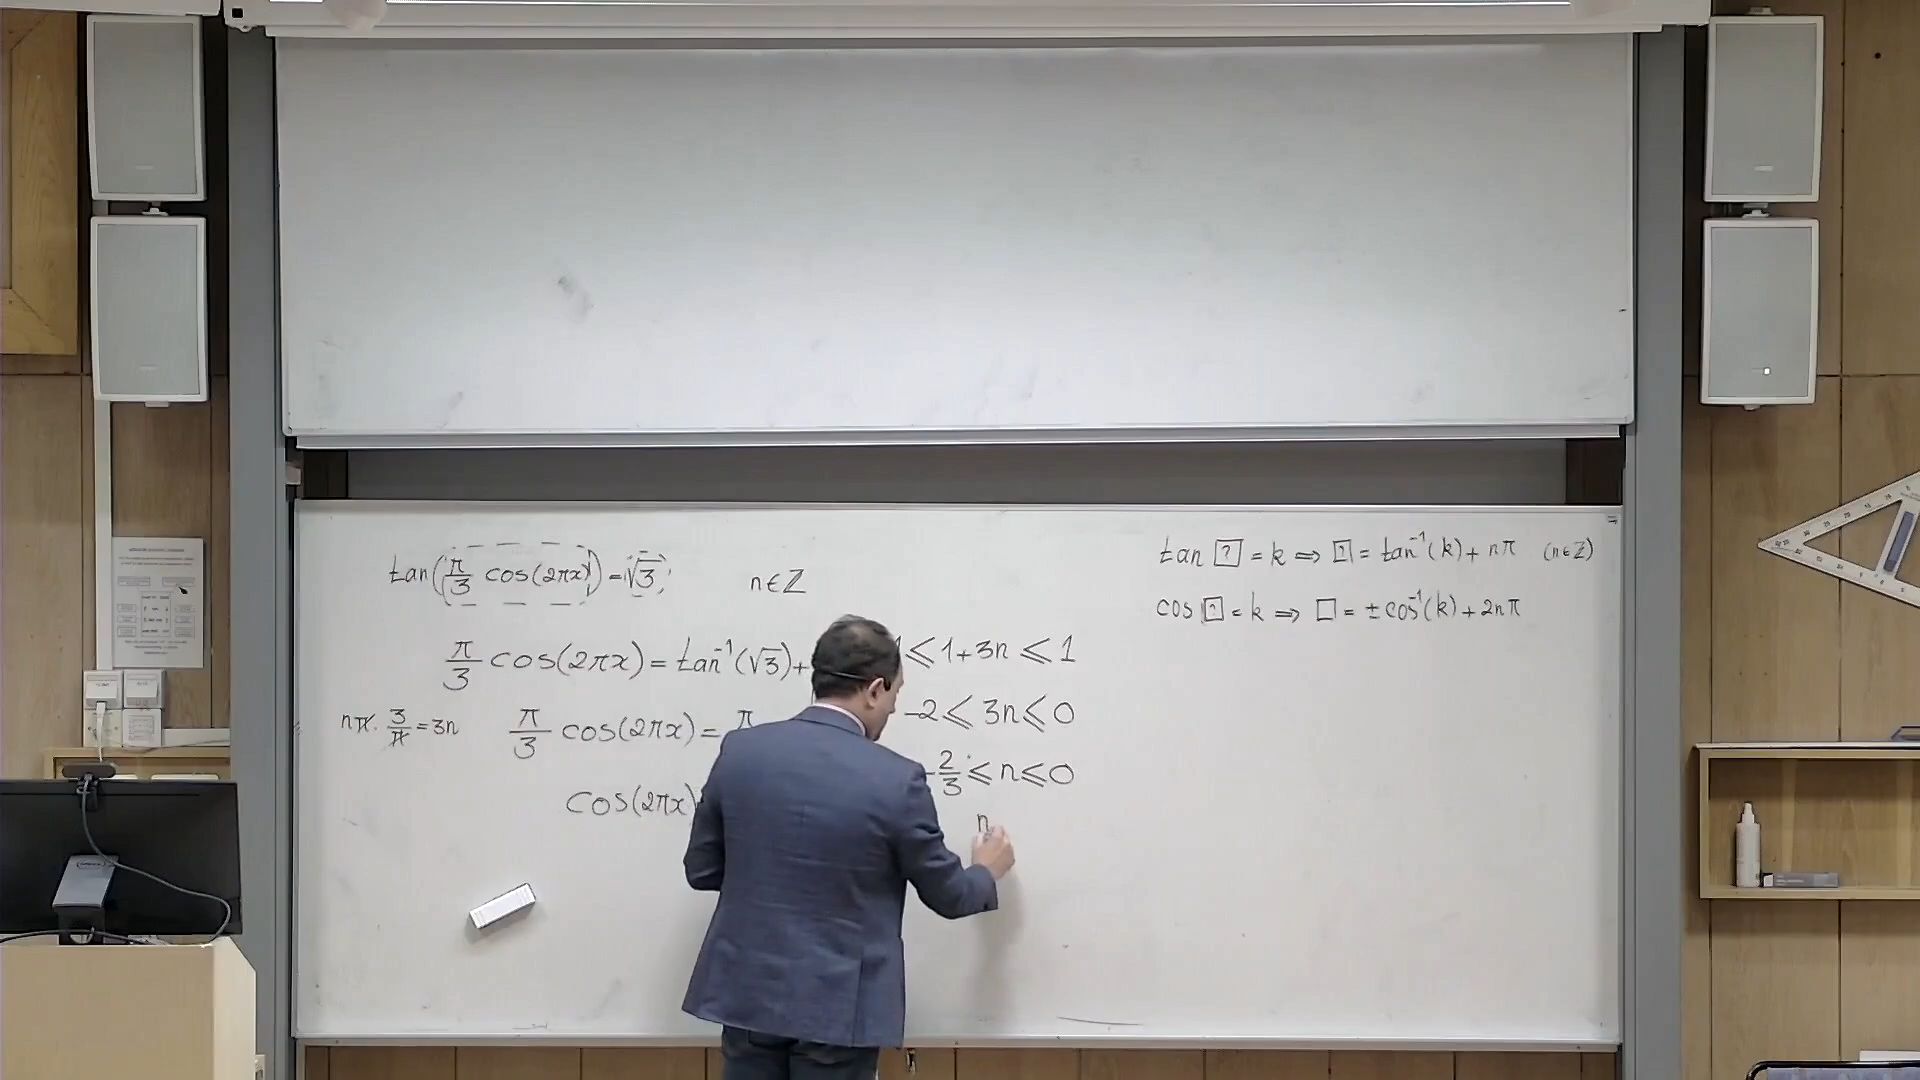 tan(π/3 cos(2πx)) = √3
n∈ℤ
π/3 cos(2πx) = tan⁻¹(√3)+
nπ · 3/π = 3n
π/3 cos(2πx) = π
cos(2πx)
1 ⩽ 1+3n ⩽ 1
-2 ⩽ 3n ⩽ 0
-2/3 ⩽ n ⩽ 0
n
tan [?] = k ⇒ [?] = tan⁻¹(k) + nπ (n∈ℤ)
cos [?] = k ⇒ □ = ± cos⁻¹(k) + 2nπ